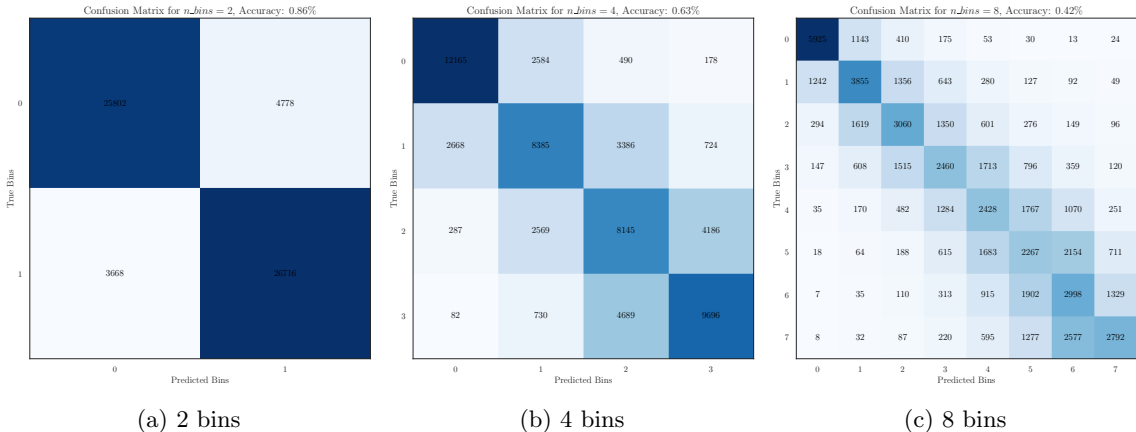 Confusion Matrix for n_bins = 2, Accuracy: 0.86%
True Bins
0
25802 4778
1
3668 26716
0 1
Predicted Bins
(a) 2 bins
Confusion Matrix for n_bins = 4, Accuracy: 0.63%
True Bins
0 12165 2584 490 178
1 2668 8385 3386 724
2 287 2569 8145 4186
3 82 730 4689 9696
0 1 2 3
Predicted Bins
(b) 4 bins
Confusion Matrix for n_bins = 8, Accuracy: 0.42%
True Bins
0 5925 1143 410 175 53 30 13 24
1 1242 3855 1356 643 280 127 92 49
2 294 1619 3060 1350 601 276 149 96
3 147 608 1515 2460 1713 796 359 120
4 35 170 482 1284 2428 1767 1070 251
5 18 64 188 615 1683 2267 2154 711
6 7 35 110 313 915 1902 2998 1329
7 8 32 87 220 595 1277 2577 2792
0 1 2 3 4 5 6 7
Predicted Bins
(c) 8 bins